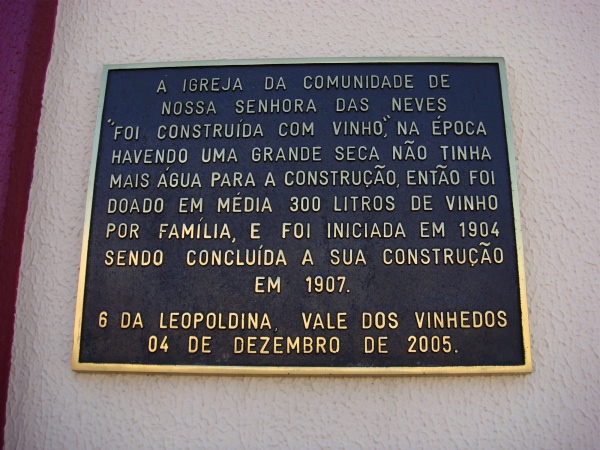 A IGREJA DA COMUNIDADE DE
NOSSA SENHORA DAS NEVES
"FOI CONSTRUÍDA COM VINHO", NA ÉPOCA
HAVENDO UMA GRANDE SECA NÃO TINHA
MAIS ÁGUA PARA A CONSTRUÇÃO, ENTÃO FOI
DOADO EM MÉDIA 300 LITROS DE VINHO
POR FAMÍLIA, E FOI INICIADA EM 1904
SENDO CONCLUÍDA A SUA CONSTRUÇÃO
EM 1907.
6 DA LEOPOLDINA, VALE DOS VINHEDOS
04 DE DEZEMBRO DE 2005.